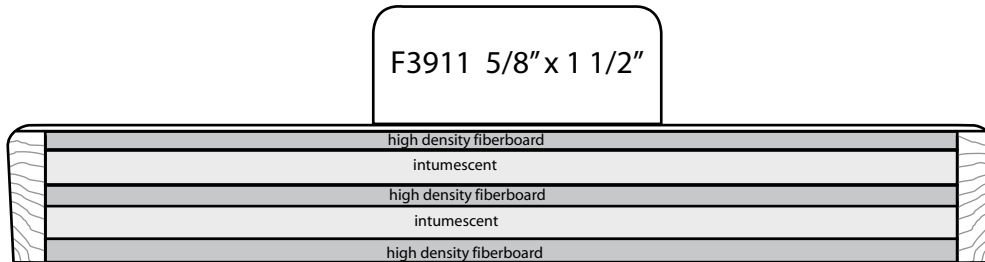 F3911 5/8” x 1 1/2”
high density fiberboard
intumescent
high density fiberboard
intumescent
high density fiberboard